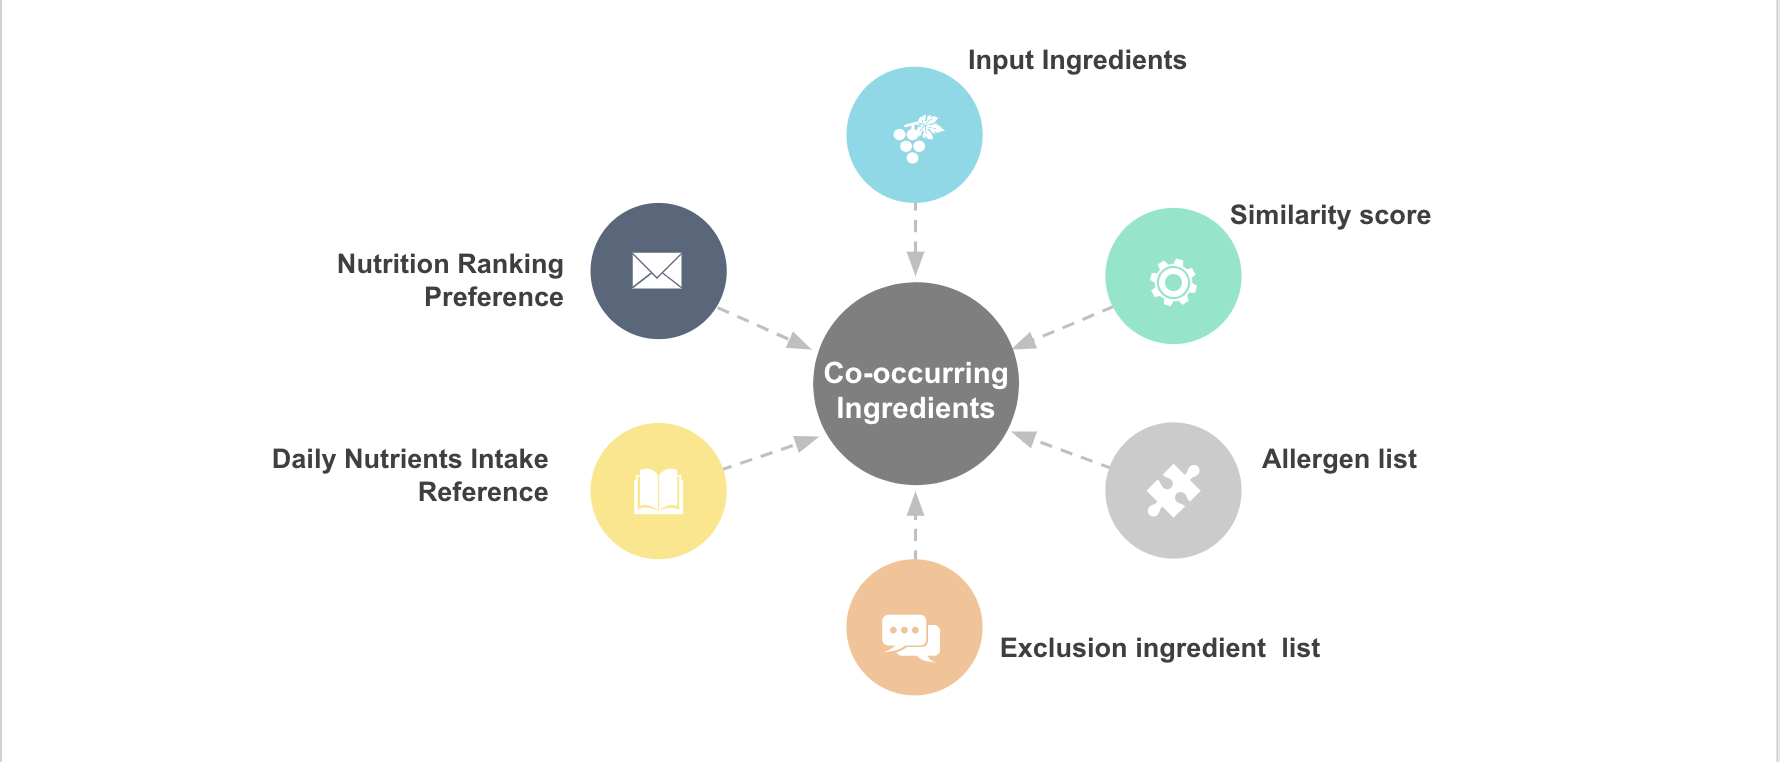 Input Ingredients
Similarity score
Nutrition Ranking
Preference
Co-occurring
Ingredients
Daily Nutrients Intake
Reference
Allergen list
Exclusion ingredient  list